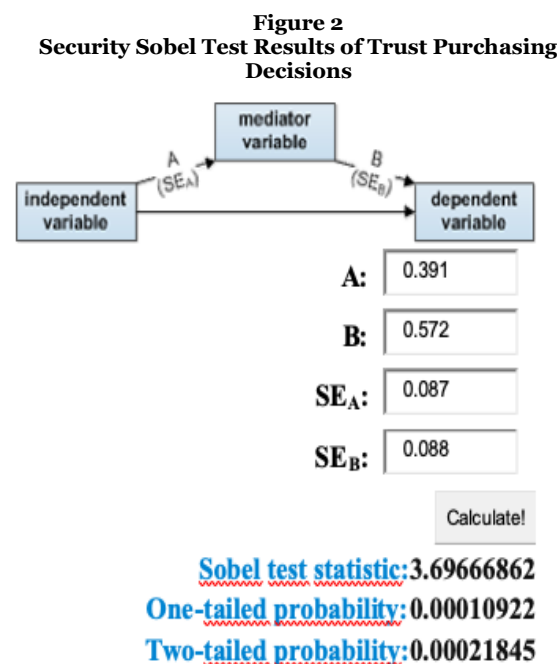 Figure 2
Security Sobel Test Results of Trust Purchasing
Decisions
mediator
variable
A
(SEA)
B
(SEB)
independent
variable
dependent
variable
A: 0.391
B: 0.572
SEA: 0.087
SEB: 0.088
Calculate!
Sobel test statistic:3.69666862
One-tailed probability:0.00010922
Two-tailed probability:0.00021845